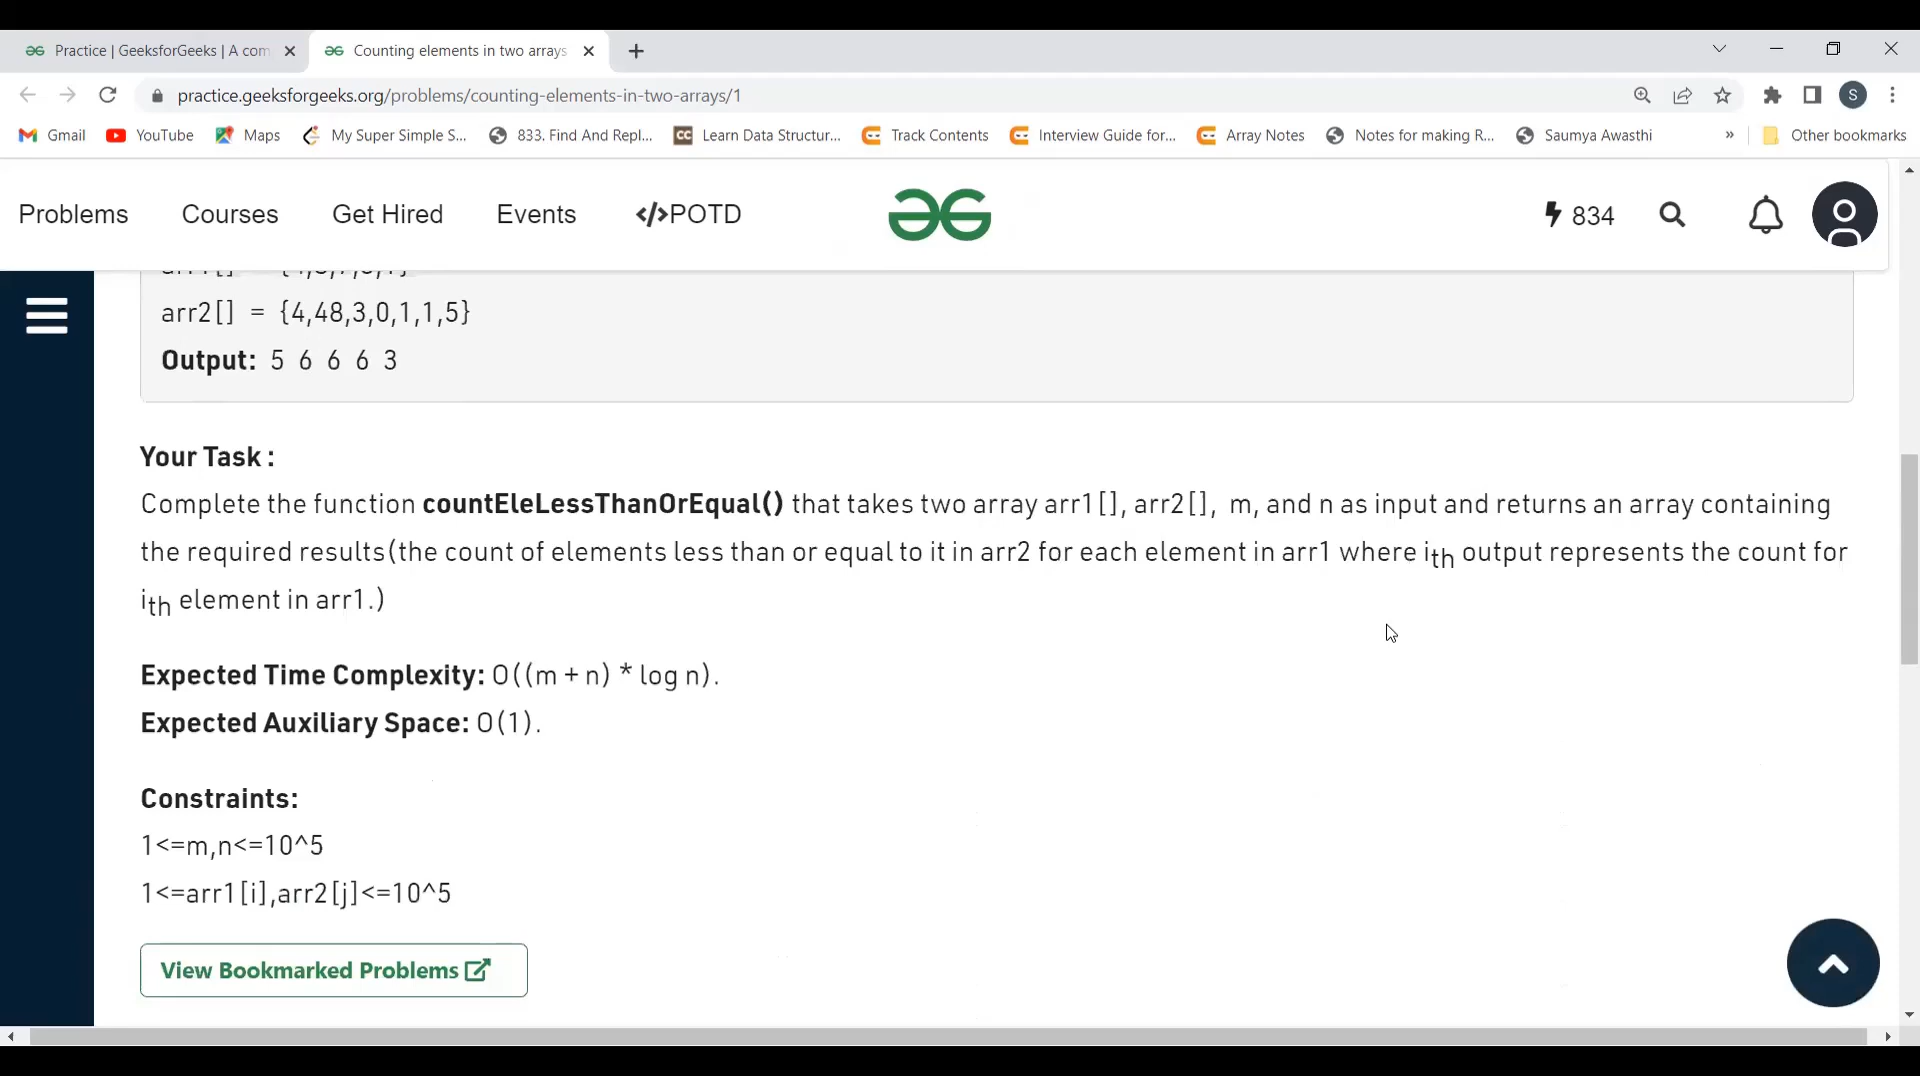 Practice | GeeksforGeeks | A com
Counting elements in two arrays
practice.geeksforgeeks.org/problems/counting-elements-in-two-arrays/1
S
Gmail YouTube Maps My Super Simple S... 833. Find And Repl... CC Learn Data Structur... Track Contents Interview Guide for... Array Notes Notes for making R... Saumya Awasthi » Other bookmarks
Problems Courses Get Hired Events </>POTD 834
arr2[] = {4,48,3,0,1,1,5}
Output: 5 6 6 6 3
Your Task :
Complete the function countEleLessThanOrEqual() that takes two array arr1[], arr2[], m, and n as input and returns an array containing
the required results(the count of elements less than or equal to it in arr2 for each element in arr1 where ith output represents the count for
ith element in arr1.)
Expected Time Complexity: O((m + n) * log n).
Expected Auxiliary Space: O(1).
Constraints:
1<=m,n<=10^5
1<=arr1[i],arr2[j]<=10^5
View Bookmarked Problems